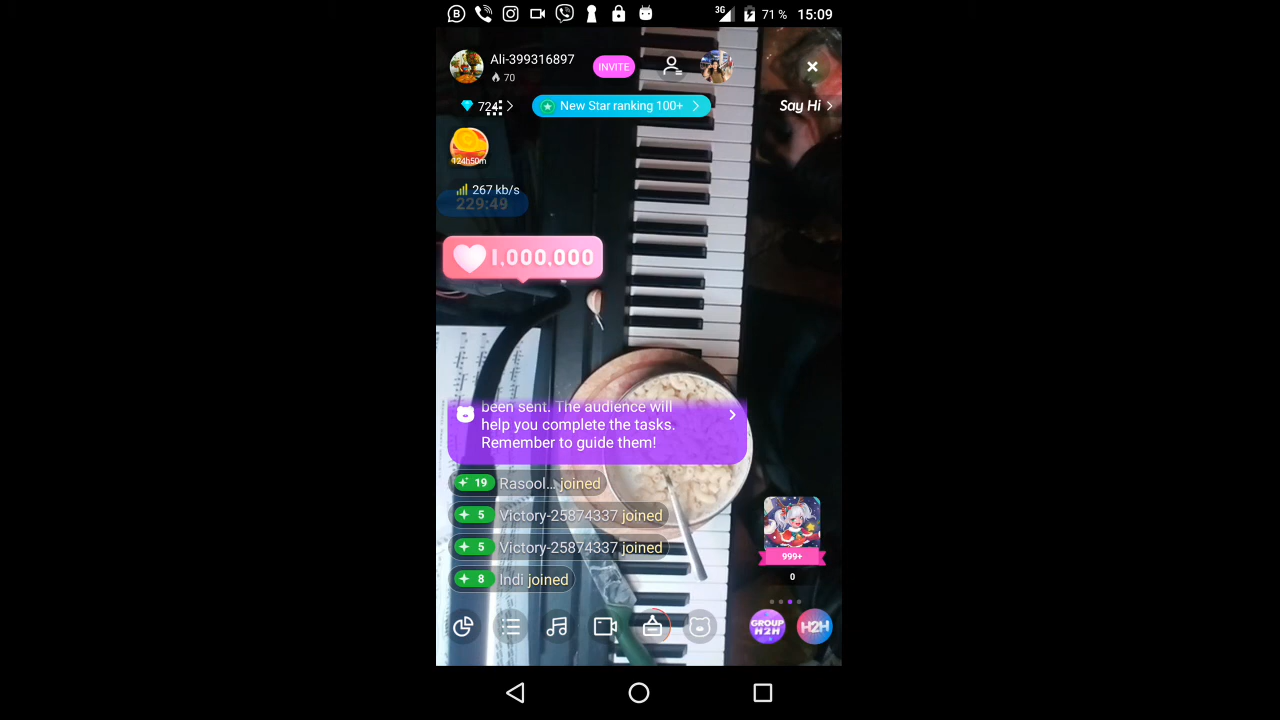 3G 71 % 15:09
Ali-399316897
70
INVITE
724
New Star ranking 100+
Say Hi
124h50m
267 kb/s
229:49
1,000,000
been sent. The audience will
help you complete the tasks.
Remember to guide them!
19 Rasool... joined
5 Victory-25874337 joined
5 Victory-25874337 joined
8 Indi joined
999+
0
GROUP
H2H
H2H